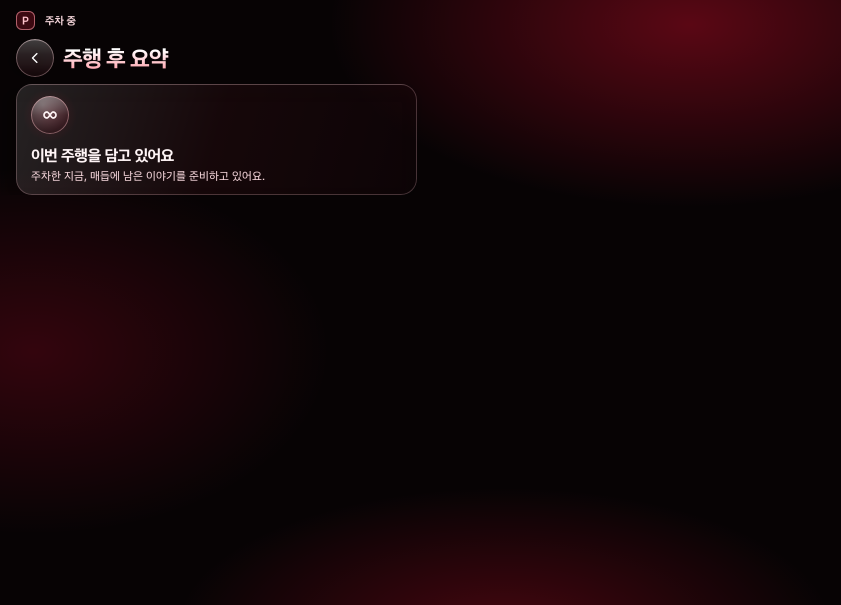 P 주차 중
주행 후 요약
∞
이번 주행을 담고 있어요
주차한 지금, 매듭에 남은 이야기를 준비하고 있어요.